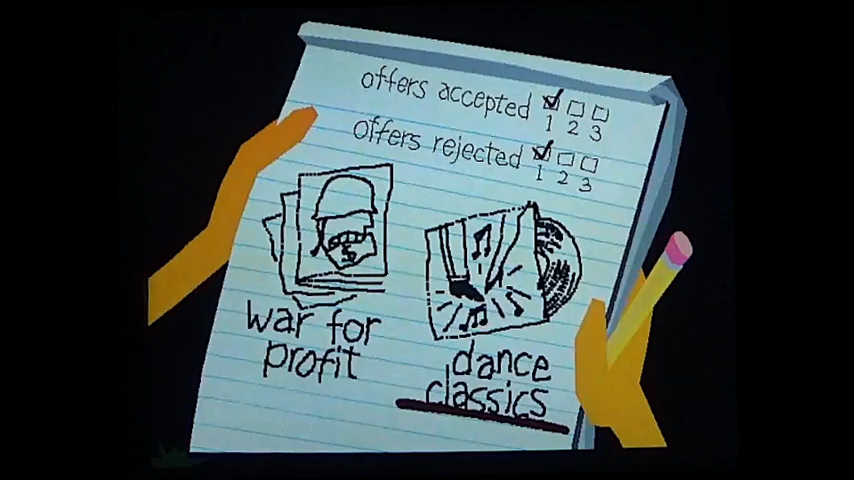 offers accepted
1 2 3
offers rejected
1 2 3
$
war for
profit
dance
classics